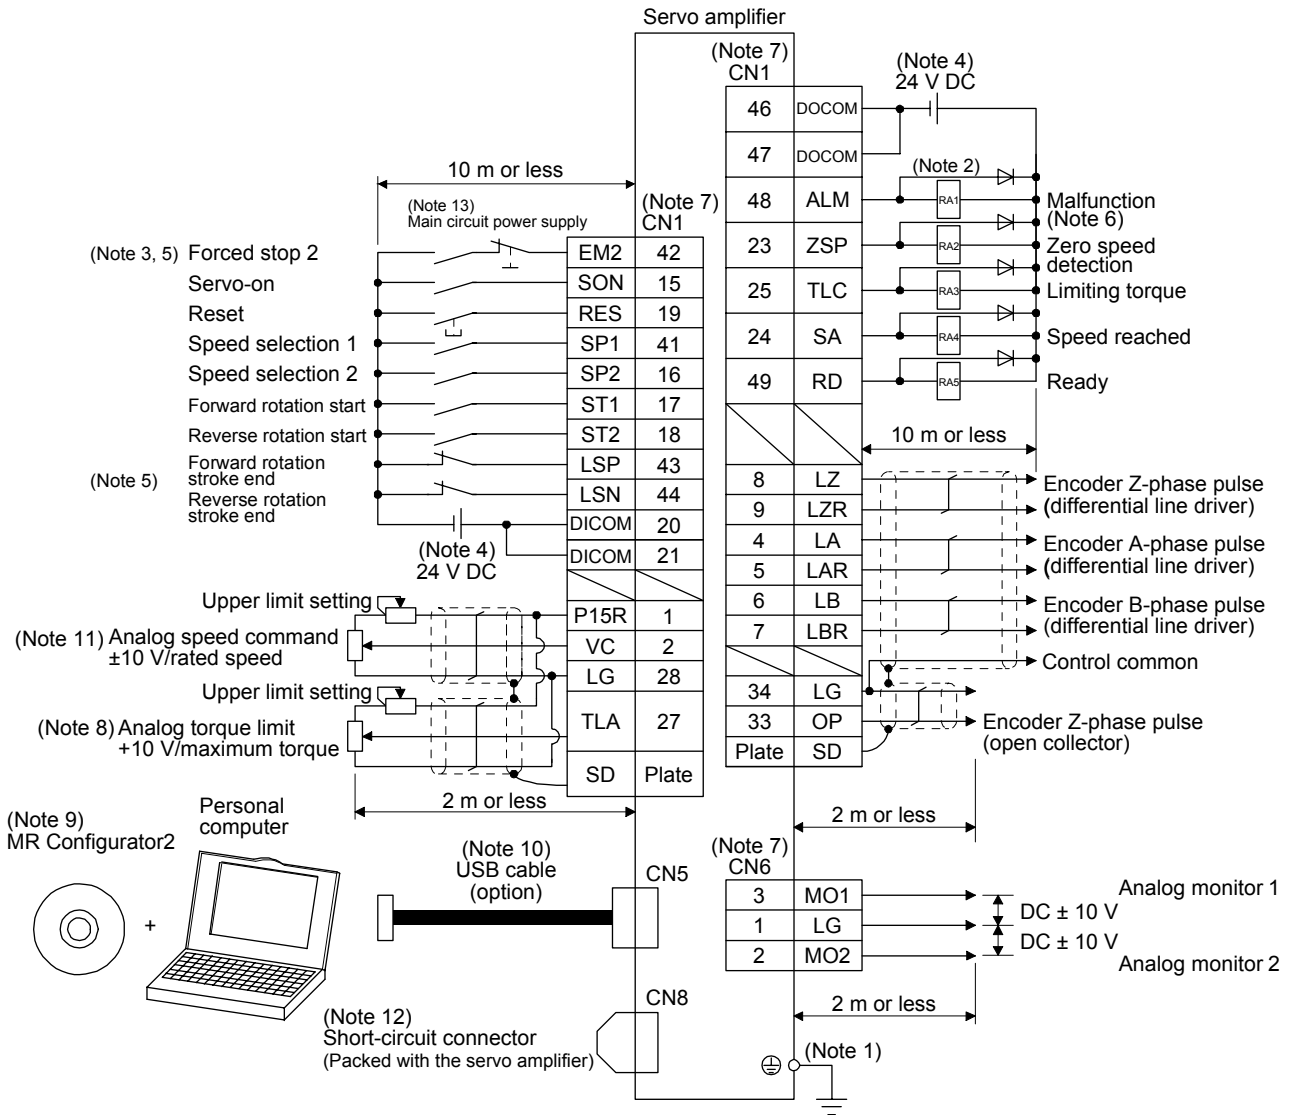 Servo amplifier
(Note 7)
CN1
(Note 4)
24 V DC
46 DOCOM
47 DOCOM
(Note 2)
48 ALM RA1 Malfunction
(Note 6)
23 ZSP RA2 Zero speed
detection
25 TLC RA3 Limiting torque
24 SA RA4 Speed reached
49 RD RA5 Ready
10 m or less
8 LZ Encoder Z-phase pulse
9 LZR (differential line driver)
4 LA Encoder A-phase pulse
5 LAR (differential line driver)
6 LB Encoder B-phase pulse
7 LBR (differential line driver)
Control common
34 LG
33 OP Encoder Z-phase pulse
(open collector)
Plate SD
2 m or less
10 m or less
(Note 13)
Main circuit power supply
(Note 7)
CN1
(Note 3, 5) Forced stop 2 EM2 42
Servo-on SON 15
Reset RES 19
Speed selection 1 SP1 41
Speed selection 2 SP2 16
Forward rotation start ST1 17
Reverse rotation start ST2 18
(Note 5)
Forward rotation
stroke end LSP 43
Reverse rotation
stroke end LSN 44
DICOM 20
DICOM 21
(Note 4)
24 V DC
Upper limit setting P15R 1
(Note 11) Analog speed command
±10 V/rated speed
VC 2
LG 28
Upper limit setting
(Note 8) Analog torque limit
+10 V/maximum torque
TLA 27
SD Plate
2 m or less
(Note 9)
MR Configurator2
+
Personal
computer
(Note 10)
USB cable
(option)
CN5
(Note 12)
Short-circuit connector
(Packed with the servo amplifier)
CN8
(Note 7)
CN6
3 MO1 Analog monitor 1
DC ± 10 V
1 LG
DC ± 10 V
2 MO2 Analog monitor 2
2 m or less
(Note 1)